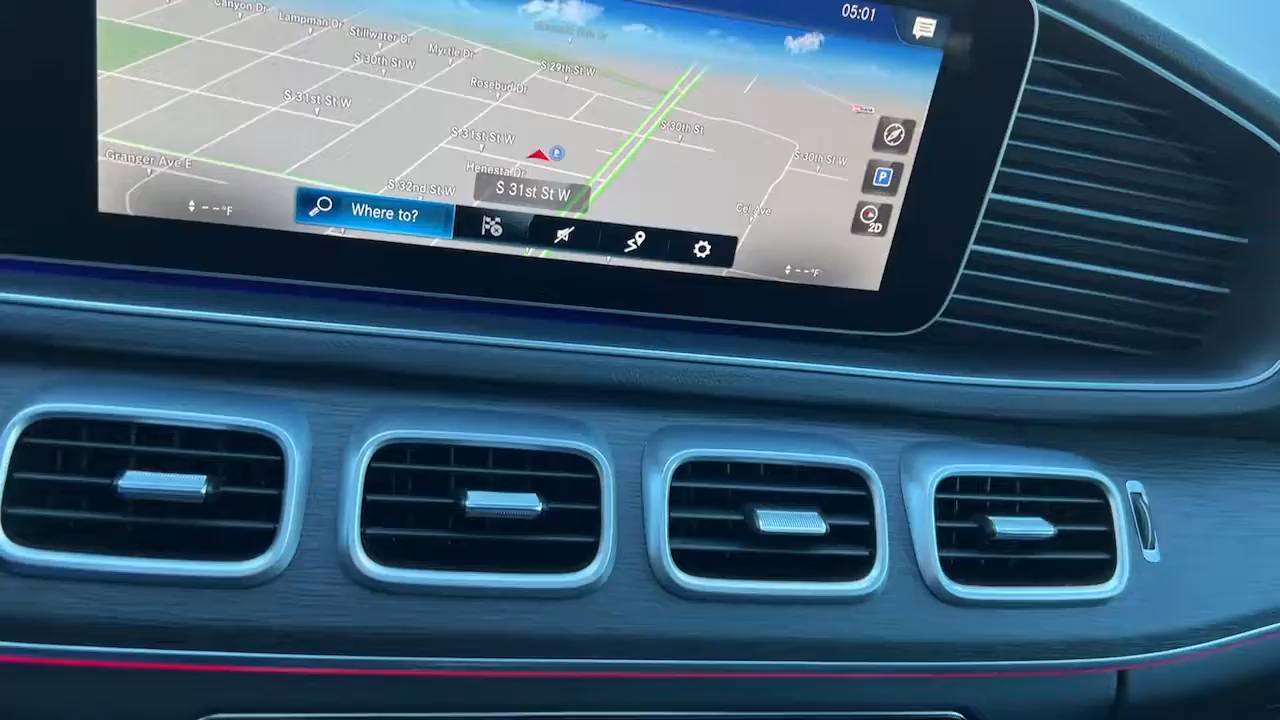 05:01
Canyon Dr
Lampman Dr
Stillwater Dr
Myrtle Dr
S 29th St W
S 30th St W
Rosebud Dr
S 31st St W
S 31st St W
S 30th St
S 30th St W
Granger Ave E
Henesta Dr
S 32nd St W
S 31st St W
Cel Ave
P
2D
-- °F
Where to?
-- °F